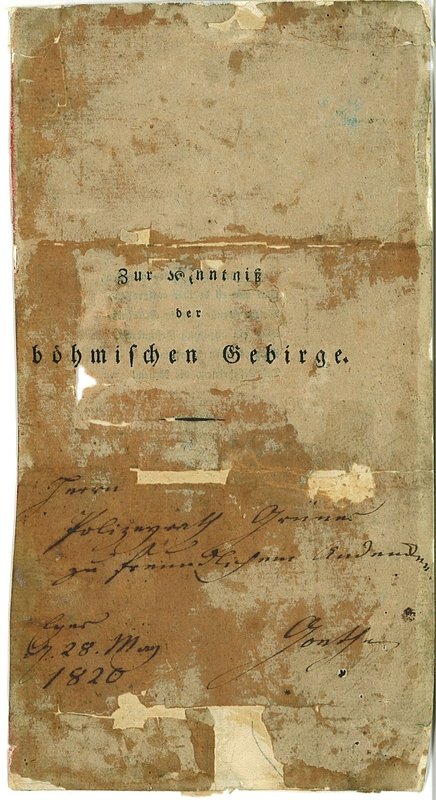 Zur Kenntniß
der
böhmischen Gebirge.
Herrn
Polizeyrath Grüner
zu freundlichem Andenken
Eger
d. 28. May
1820
Goethe